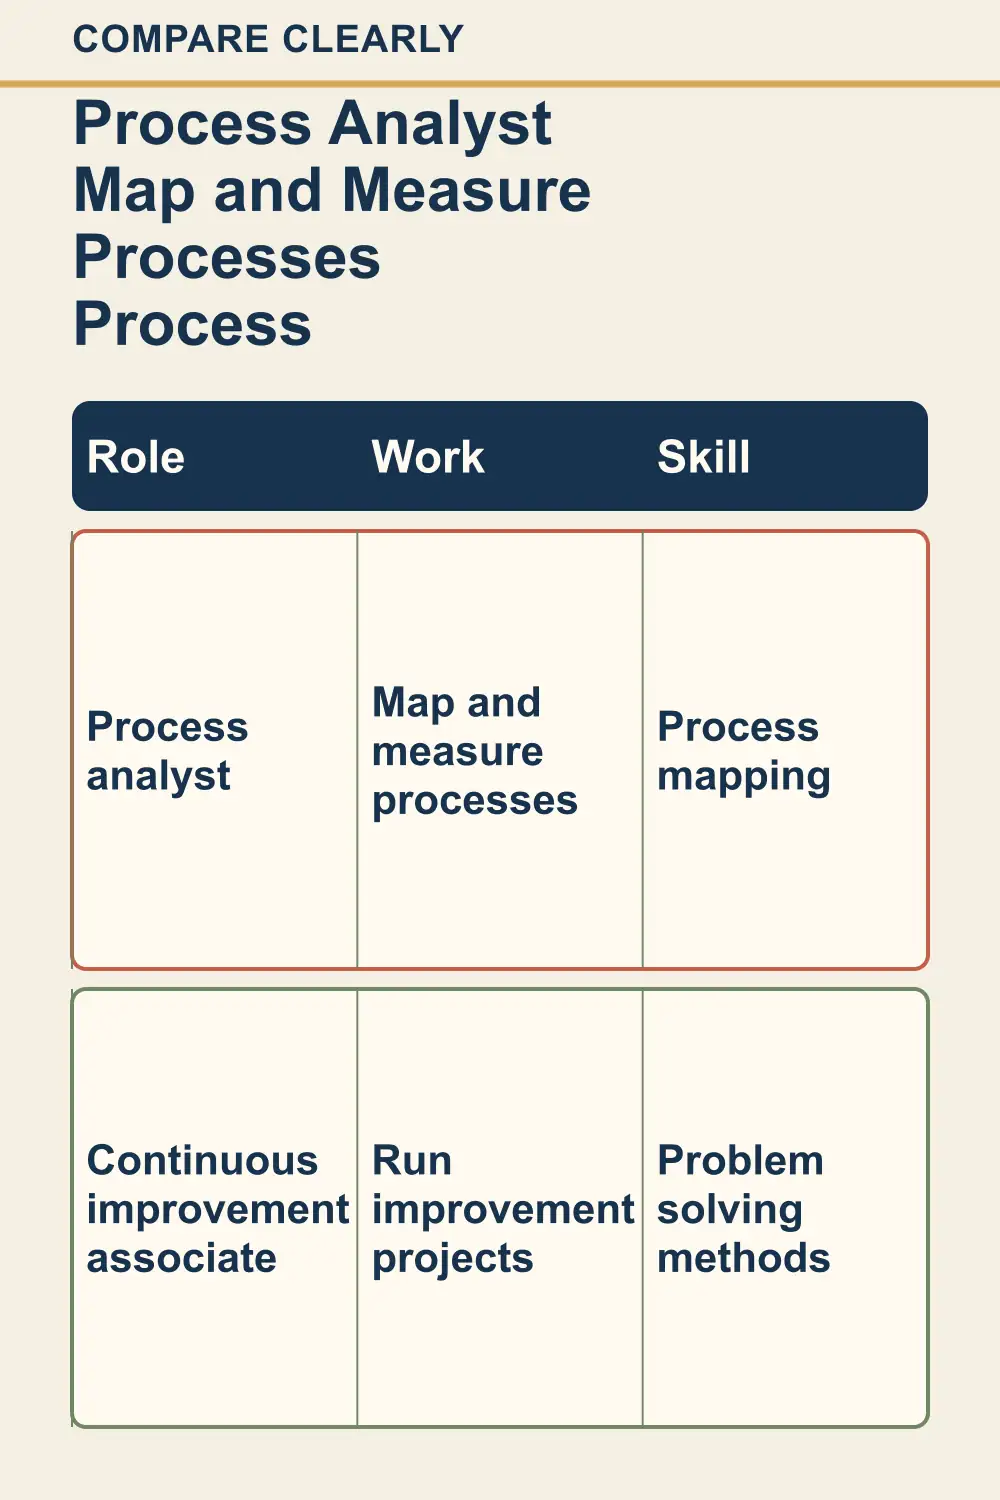 COMPARE CLEARLY
Process Analyst
Map and Measure
Processes
Process
Role Work Skill
Process
analyst
Map and
measure
processes
Process
mapping
Continuous
improvement
associate
Run
improvement
projects
Problem
solving
methods